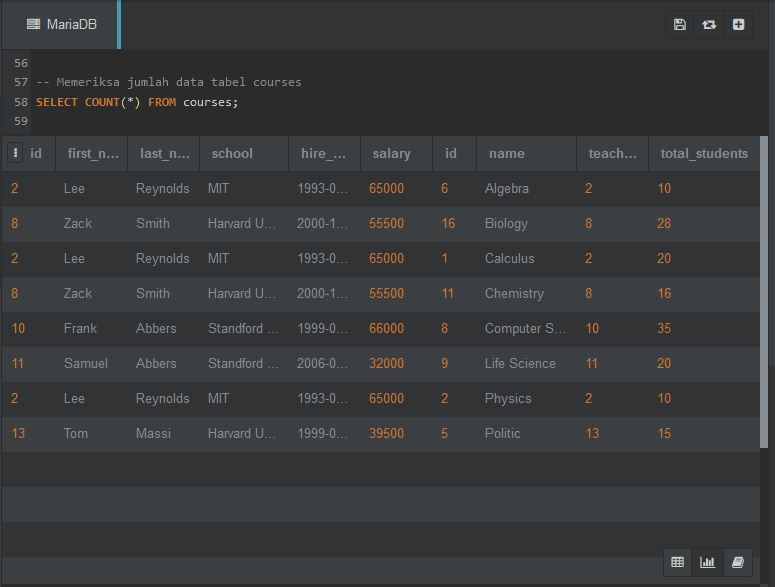 MariaDB
56
57 -- Memeriksa jumlah data tabel courses
58 SELECT COUNT(*) FROM courses;
59
id first_n... last_n... school hire_... salary id name teach... total_students
2 Lee Reynolds MIT 1993-0... 65000 6 Algebra 2 10
8 Zack Smith Harvard U... 2000-1... 55500 16 Biology 8 28
2 Lee Reynolds MIT 1993-0... 65000 1 Calculus 2 20
8 Zack Smith Harvard U... 2000-1... 55500 11 Chemistry 8 16
10 Frank Abbers Standford ... 1999-0... 66000 8 Computer S... 10 35
11 Samuel Abbers Standford ... 2006-0... 32000 9 Life Science 11 20
2 Lee Reynolds MIT 1993-0... 65000 2 Physics 2 10
13 Tom Massi Harvard U... 1999-0... 39500 5 Politic 13 15